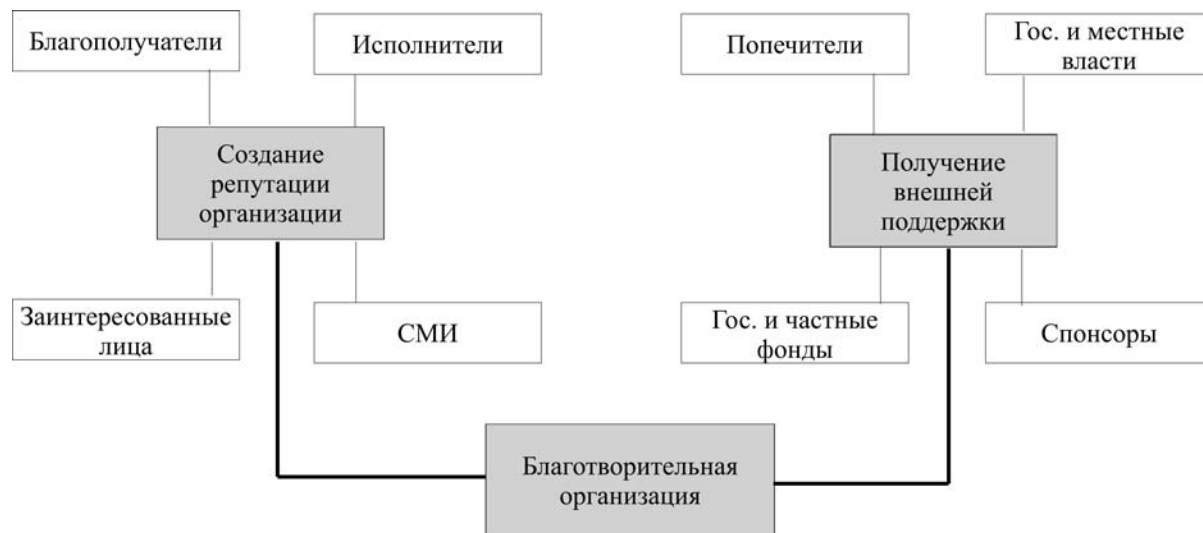 Благополучатели
Исполнители
Попечители
Гос. и местные
власти
Создание
репутации
организации
Получение
внешней
поддержки
Заинтересованные
лица
СМИ
Гос. и частные
фонды
Спонсоры
Благотворительная
организация